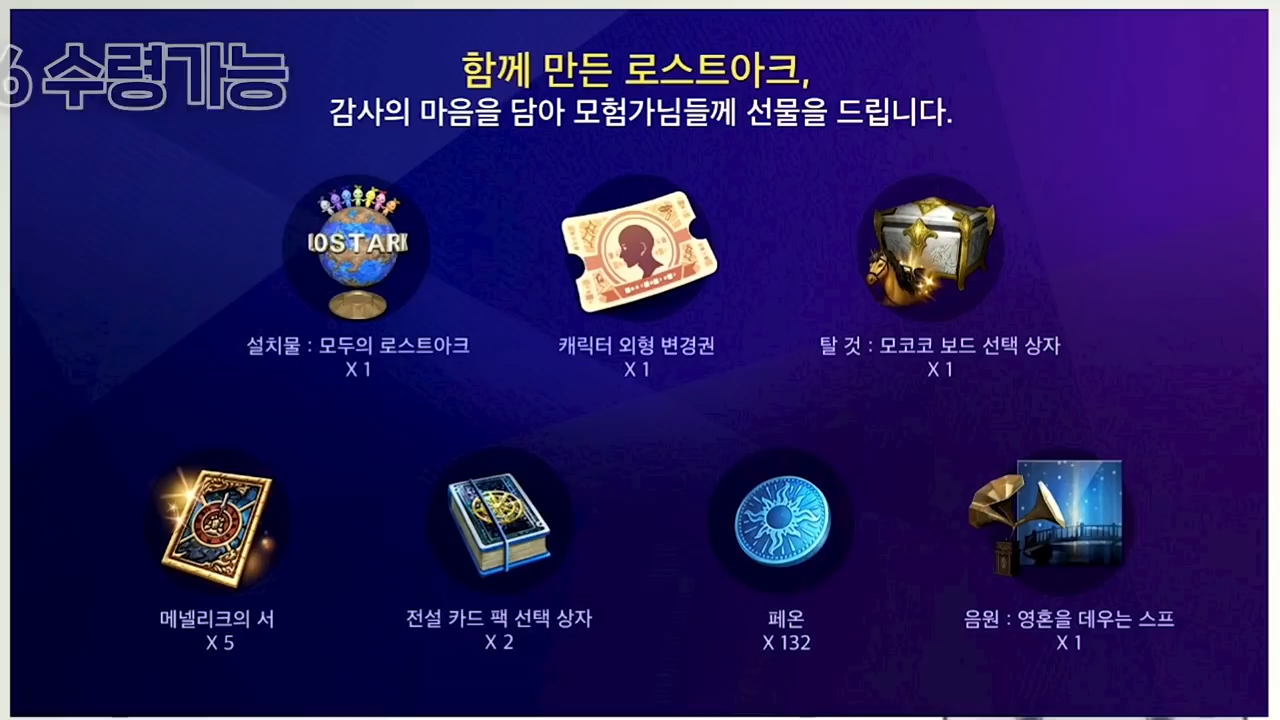 6 수령가능
함께 만든 로스트아크,
감사의 마음을 담아 모험가님들께 선물을 드립니다.
LOSTARK
설치물 : 모두의 로스트아크
X 1
캐릭터 외형 변경권
X 1
탈 것 : 모코코 보드 선택 상자
X 1
메넬리크의 서
X 5
전설 카드 팩 선택 상자
X 2
페온
X 132
음원 : 영혼을 데우는 스프
X 1